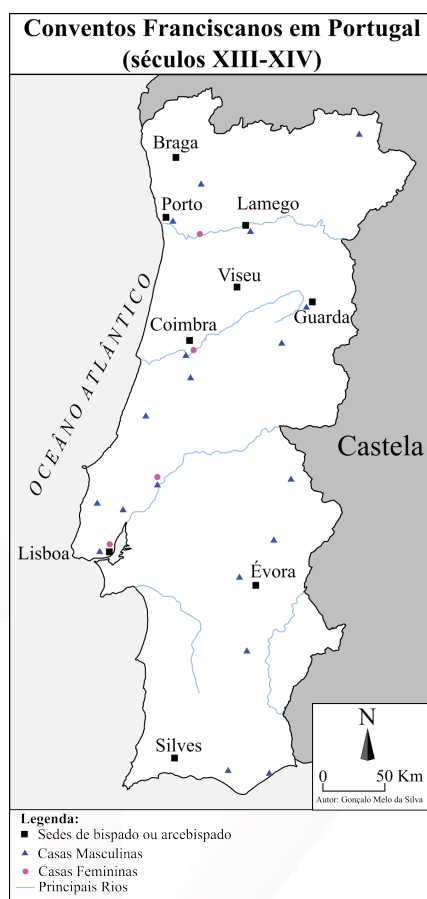 Conventos Franciscanos em Portugal
(séculos XIII-XIV)
Braga
Porto
Lamego
Viseu
Guarda
Coimbra
OCEÂNO ATLÂNTICO
Castela
Lisboa
Évora
Silves
N
0 50 Km
Autor: Gonçalo Melo da Silva
Legenda:
Sedes de bispado ou arcebispado
Casas Masculinas
Casas Femininas
Principais Rios